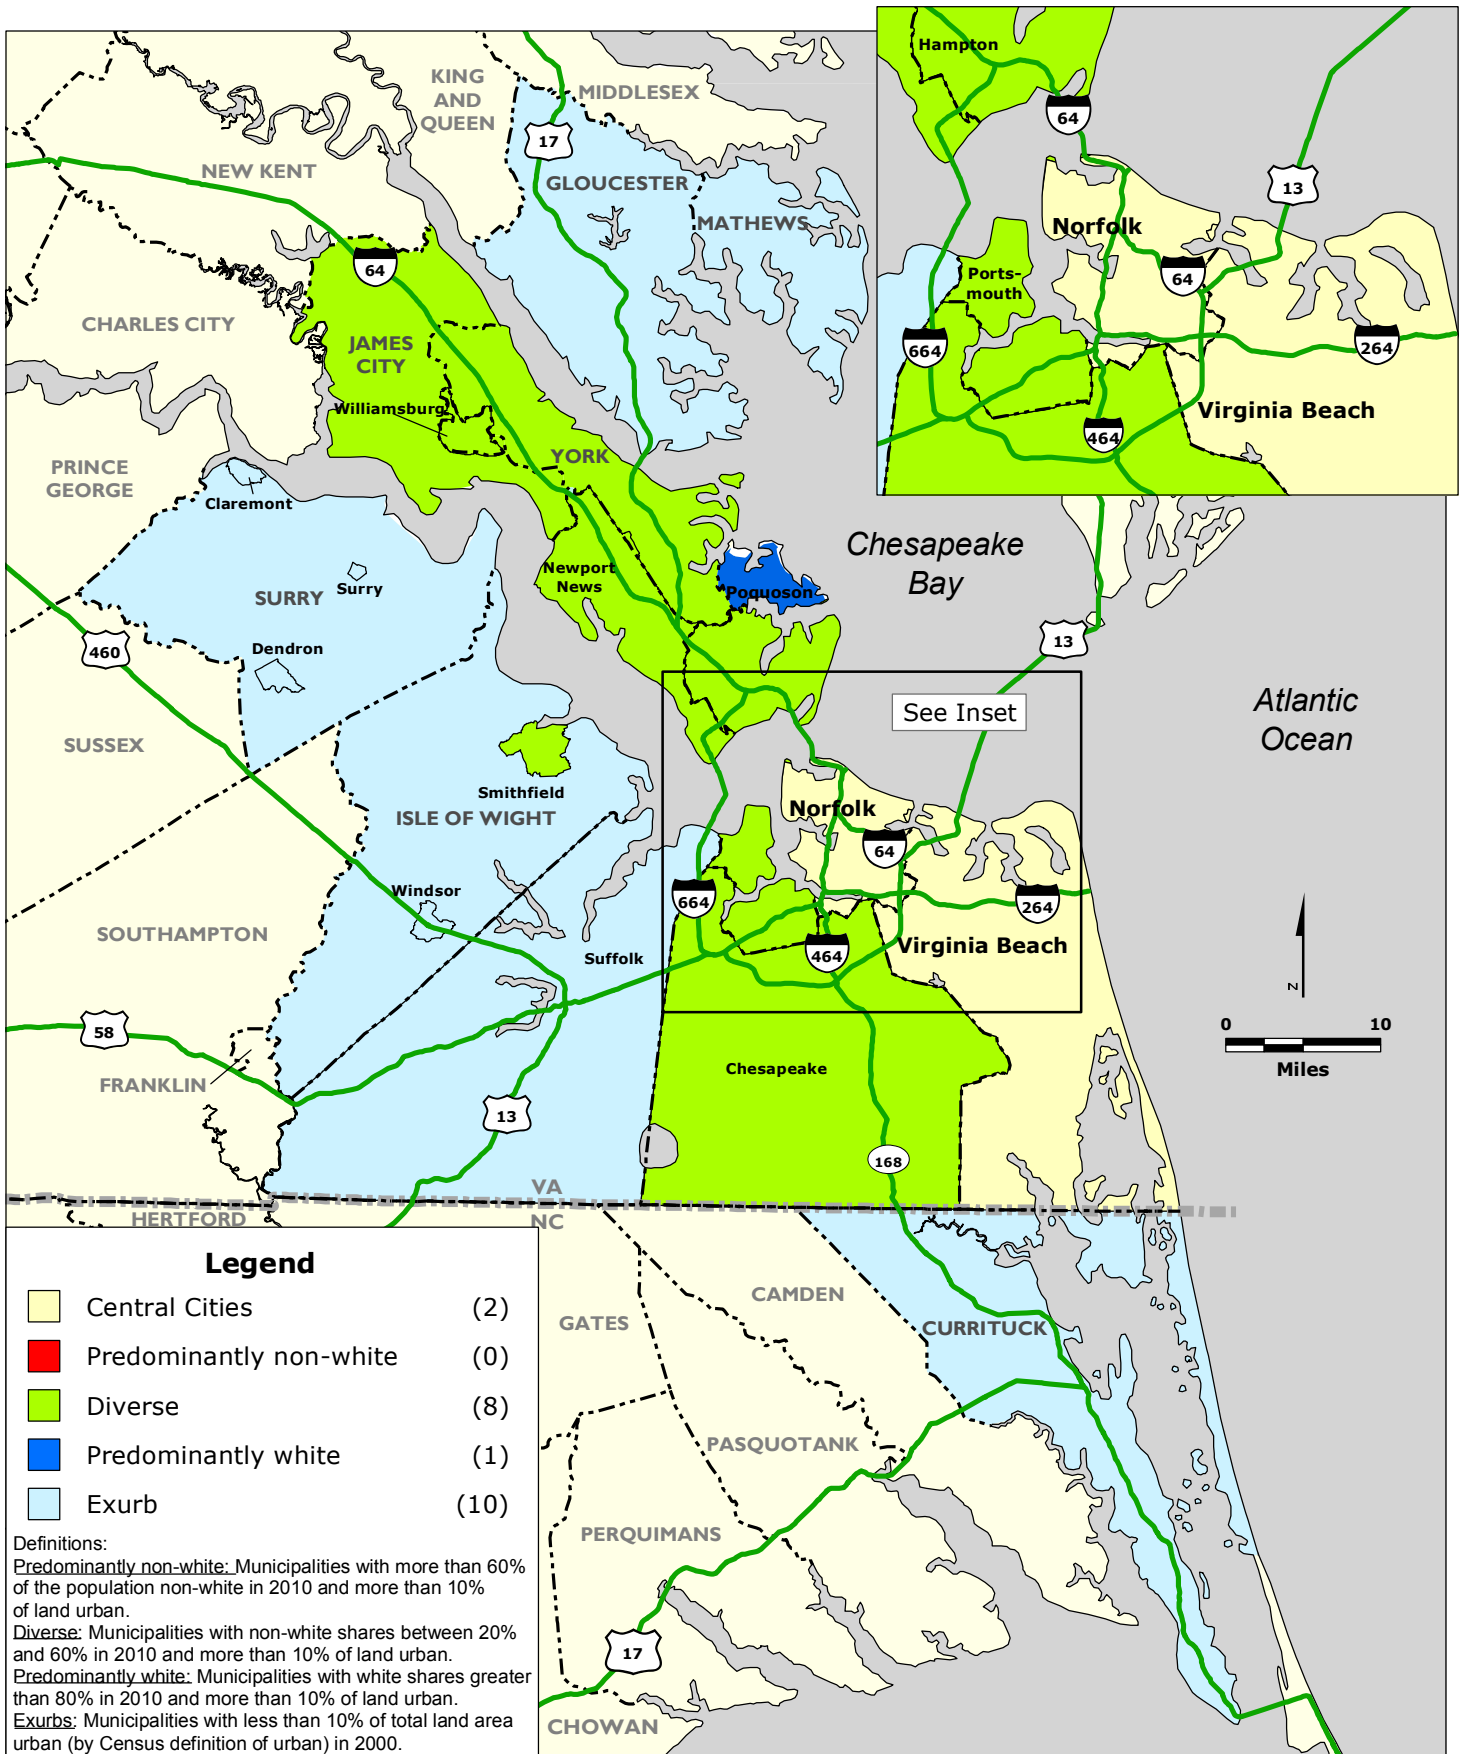 Hampton
64
13
Norfolk
Ports-
mouth
64
664
264
Virginia Beach
464
KING
AND
QUEEN
MIDDLESEX
17
NEW KENT
GLOUCESTER
MATHEWS
64
CHARLES CITY
JAMES
CITY
Williamsburg
YORK
PRINCE
GEORGE
Claremont
Chesapeake
Bay
Newport
News
Poquoson
SURRY
Surry
460
Dendron
13
See Inset
Atlantic
Ocean
SUSSEX
Smithfield
ISLE OF WIGHT
Norfolk
64
Windsor
664
264
SOUTHAMPTON
Suffolk
464
Virginia Beach
N
0 10
Miles
58
FRANKLIN
Chesapeake
13
168
VA
NC
HERTFORD
GATES
CAMDEN
CURRITUCK
PASQUOTANK
PERQUIMANS
17
CHOWAN
Legend
Central Cities (2)
Predominantly non-white (0)
Diverse (8)
Predominantly white (1)
Exurb (10)
Definitions:
Predominantly non-white: Municipalities with more than 60%
of the population non-white in 2010 and more than 10%
of land urban.
Diverse: Municipalities with non-white shares between 20%
and 60% in 2010 and more than 10% of land urban.
Predominantly white: Municipalities with white shares greater
than 80% in 2010 and more than 10% of land urban.
Exurbs: Municipalities with less than 10% of total land area
urban (by Census definition of urban) in 2000.